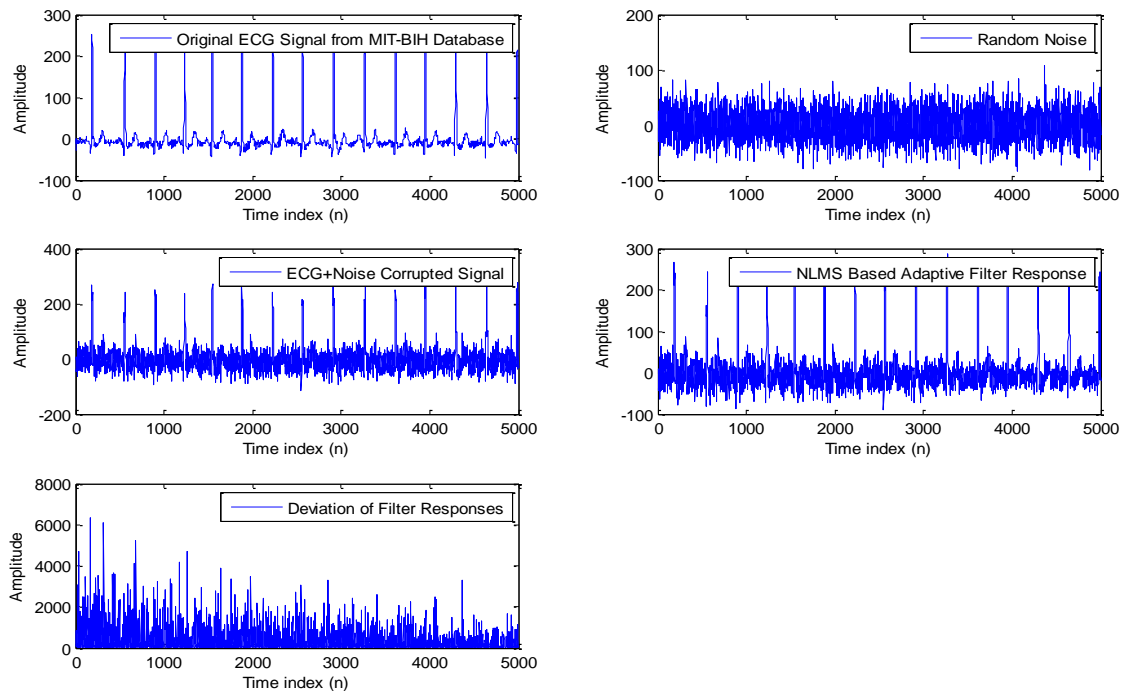 300
200
100
0
-100
Amplitude
Original ECG Signal from MIT-BIH Database
0 1000 2000 3000 4000 5000
Time index (n)
200
100
0
-100
Amplitude
Random Noise
0 1000 2000 3000 4000 5000
Time index (n)
400
200
0
-200
Amplitude
ECG+Noise Corrupted Signal
0 1000 2000 3000 4000 5000
Time index (n)
300
200
100
0
-100
Amplitude
NLMS Based Adaptive Filter Response
0 1000 2000 3000 4000 5000
Time index (n)
8000
6000
4000
2000
0
Amplitude
Deviation of Filter Responses
0 1000 2000 3000 4000 5000
Time index (n)